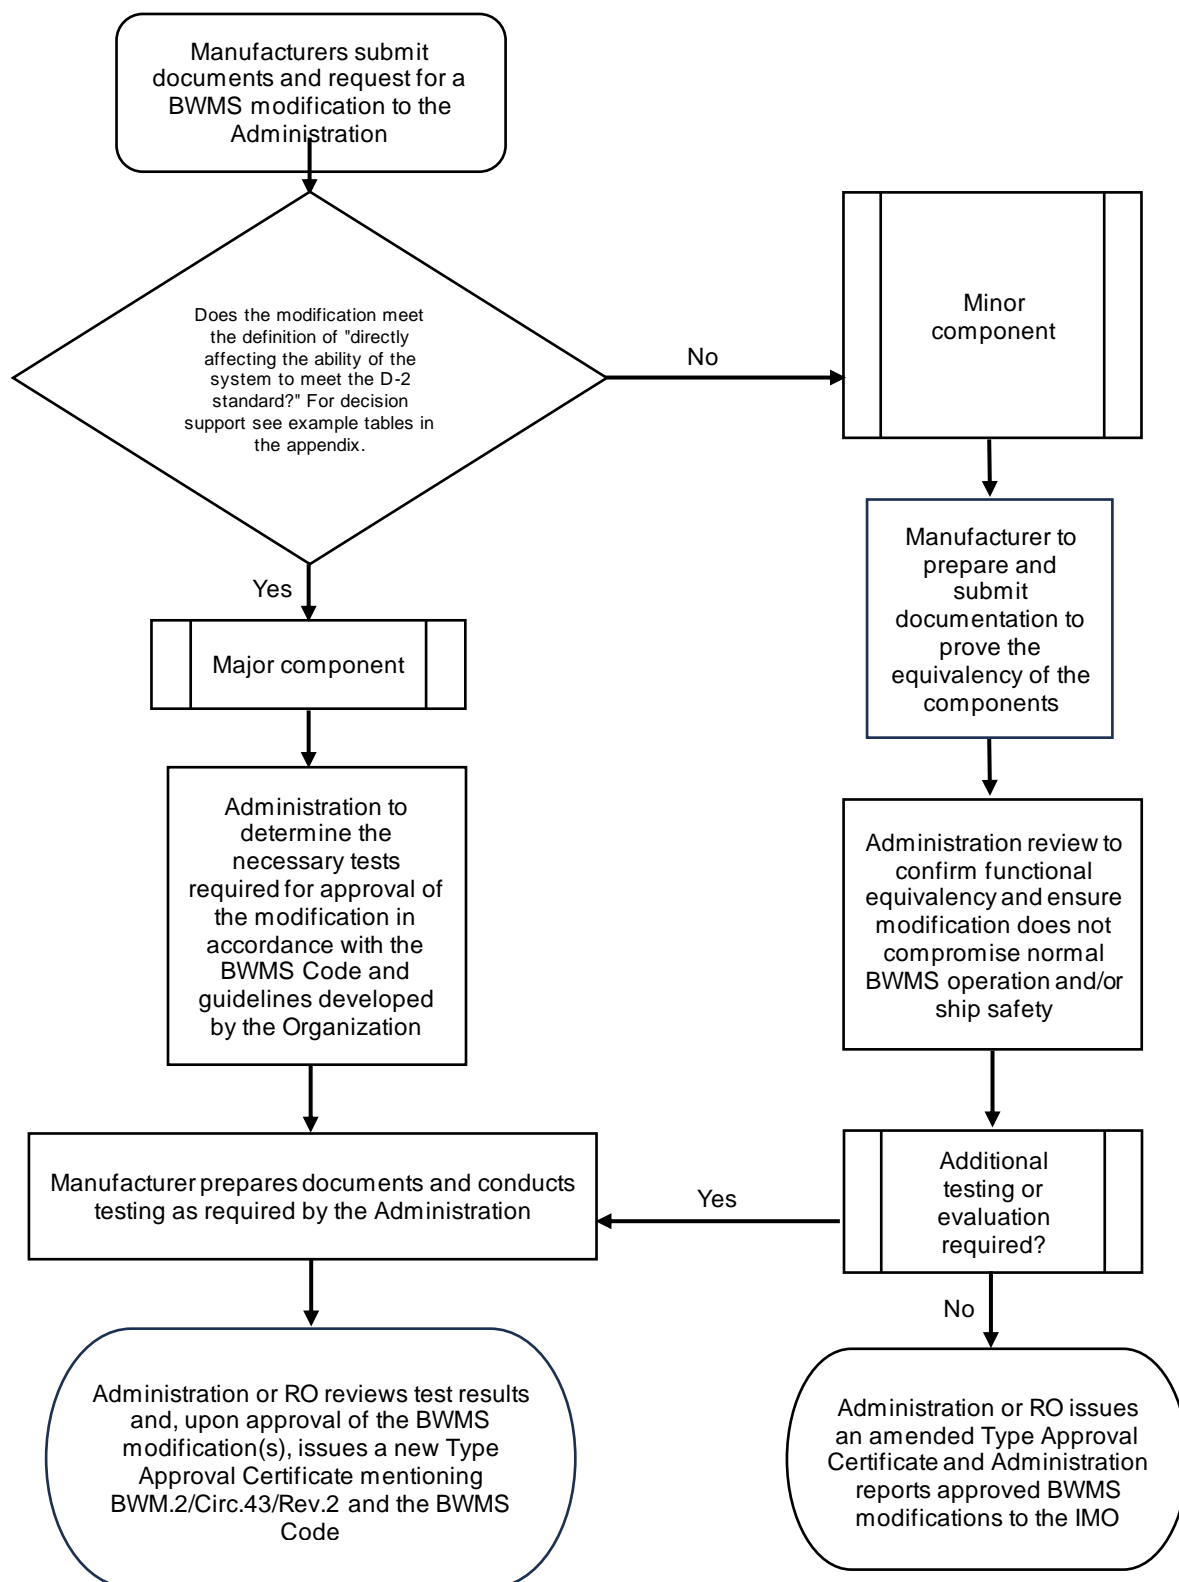 Manufacturers submit
documents and request for a
BWMS modification to the
Administration
Does the modification meet
the definition of "directly
affecting the ability of the
system to meet the D-2
standard?" For decision
support see example tables in
the appendix.
No
Minor
component
Yes
Major component
Manufacturer to
prepare and
submit
documentation to
prove the
equivalency of the
components
Administration to
determine the
necessary tests
required for approval of
the modification in
accordance with the
BWMS Code and
guidelines developed
by the Organization
Administration review to
confirm functional
equivalency and ensure
modification does not
compromise normal
BWMS operation and/or
ship safety
Manufacturer prepares documents and conducts
testing as required by the Administration
Yes
Additional
testing or
evaluation
required?
No
Administration or RO reviews test results
and, upon approval of the BWMS
modification(s), issues a new Type
Approval Certificate mentioning
BWM.2/Circ.43/Rev.2 and the BWMS
Code
Administration or RO issues
an amended Type Approval
Certificate and Administration
reports approved BWMS
modifications to the IMO